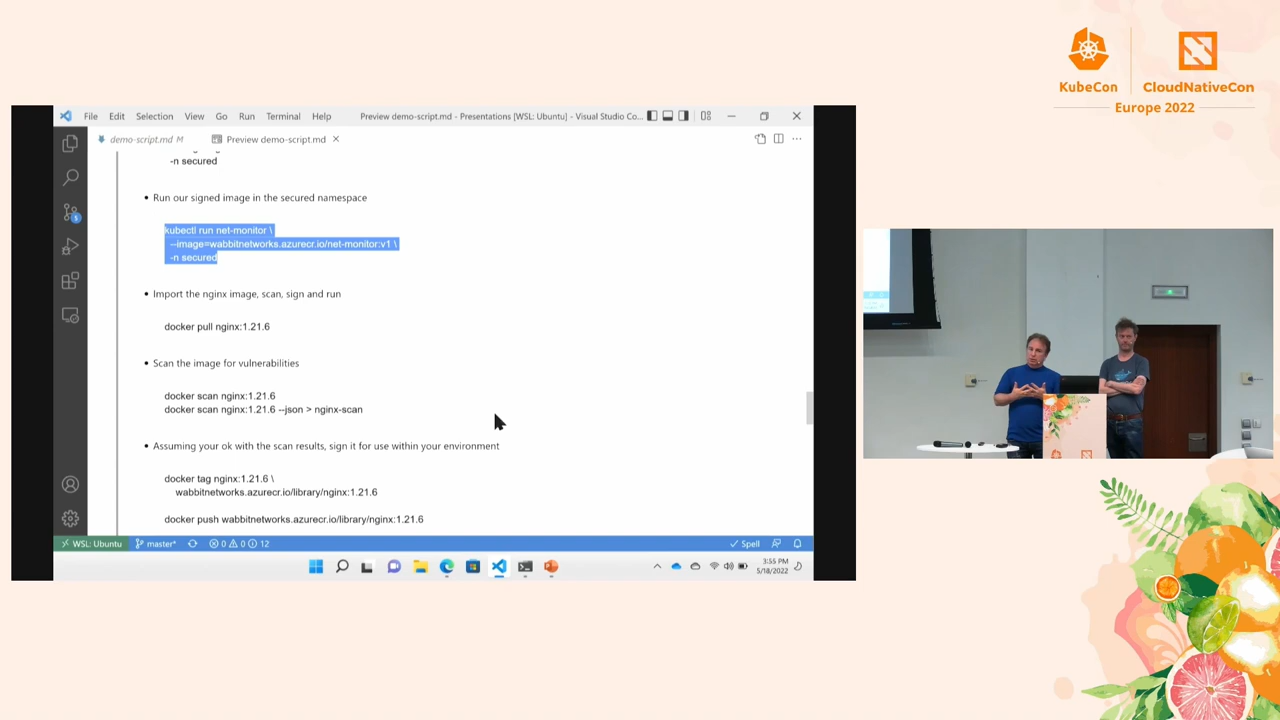 KubeCon
CloudNativeCon
Europe 2022
File Edit Selection View Go Run Terminal Help Preview demo-script.md - Presentations [WSL: Ubuntu] - Visual Studio Co...
demo-script.md M Preview demo-script.md
-n secured
• Run our signed image in the secured namespace
kubectl run net-monitor \
--image=wabbitnetworks.azurecr.io/net-monitor:v1 \
-n secured
• Import the nginx image, scan, sign and run
docker pull nginx:1.21.6
• Scan the image for vulnerabilities
docker scan nginx:1.21.6
docker scan nginx:1.21.6 --json > nginx-scan
• Assuming your ok with the scan results, sign it for use within your environment
docker tag nginx:1.21.6 \
wabbitnetworks.azurecr.io/library/nginx:1.21.6
docker push wabbitnetworks.azurecr.io/library/nginx:1.21.6
WSL: Ubuntu master* 0 0 12 Spell
3:55 PM
5/18/2022